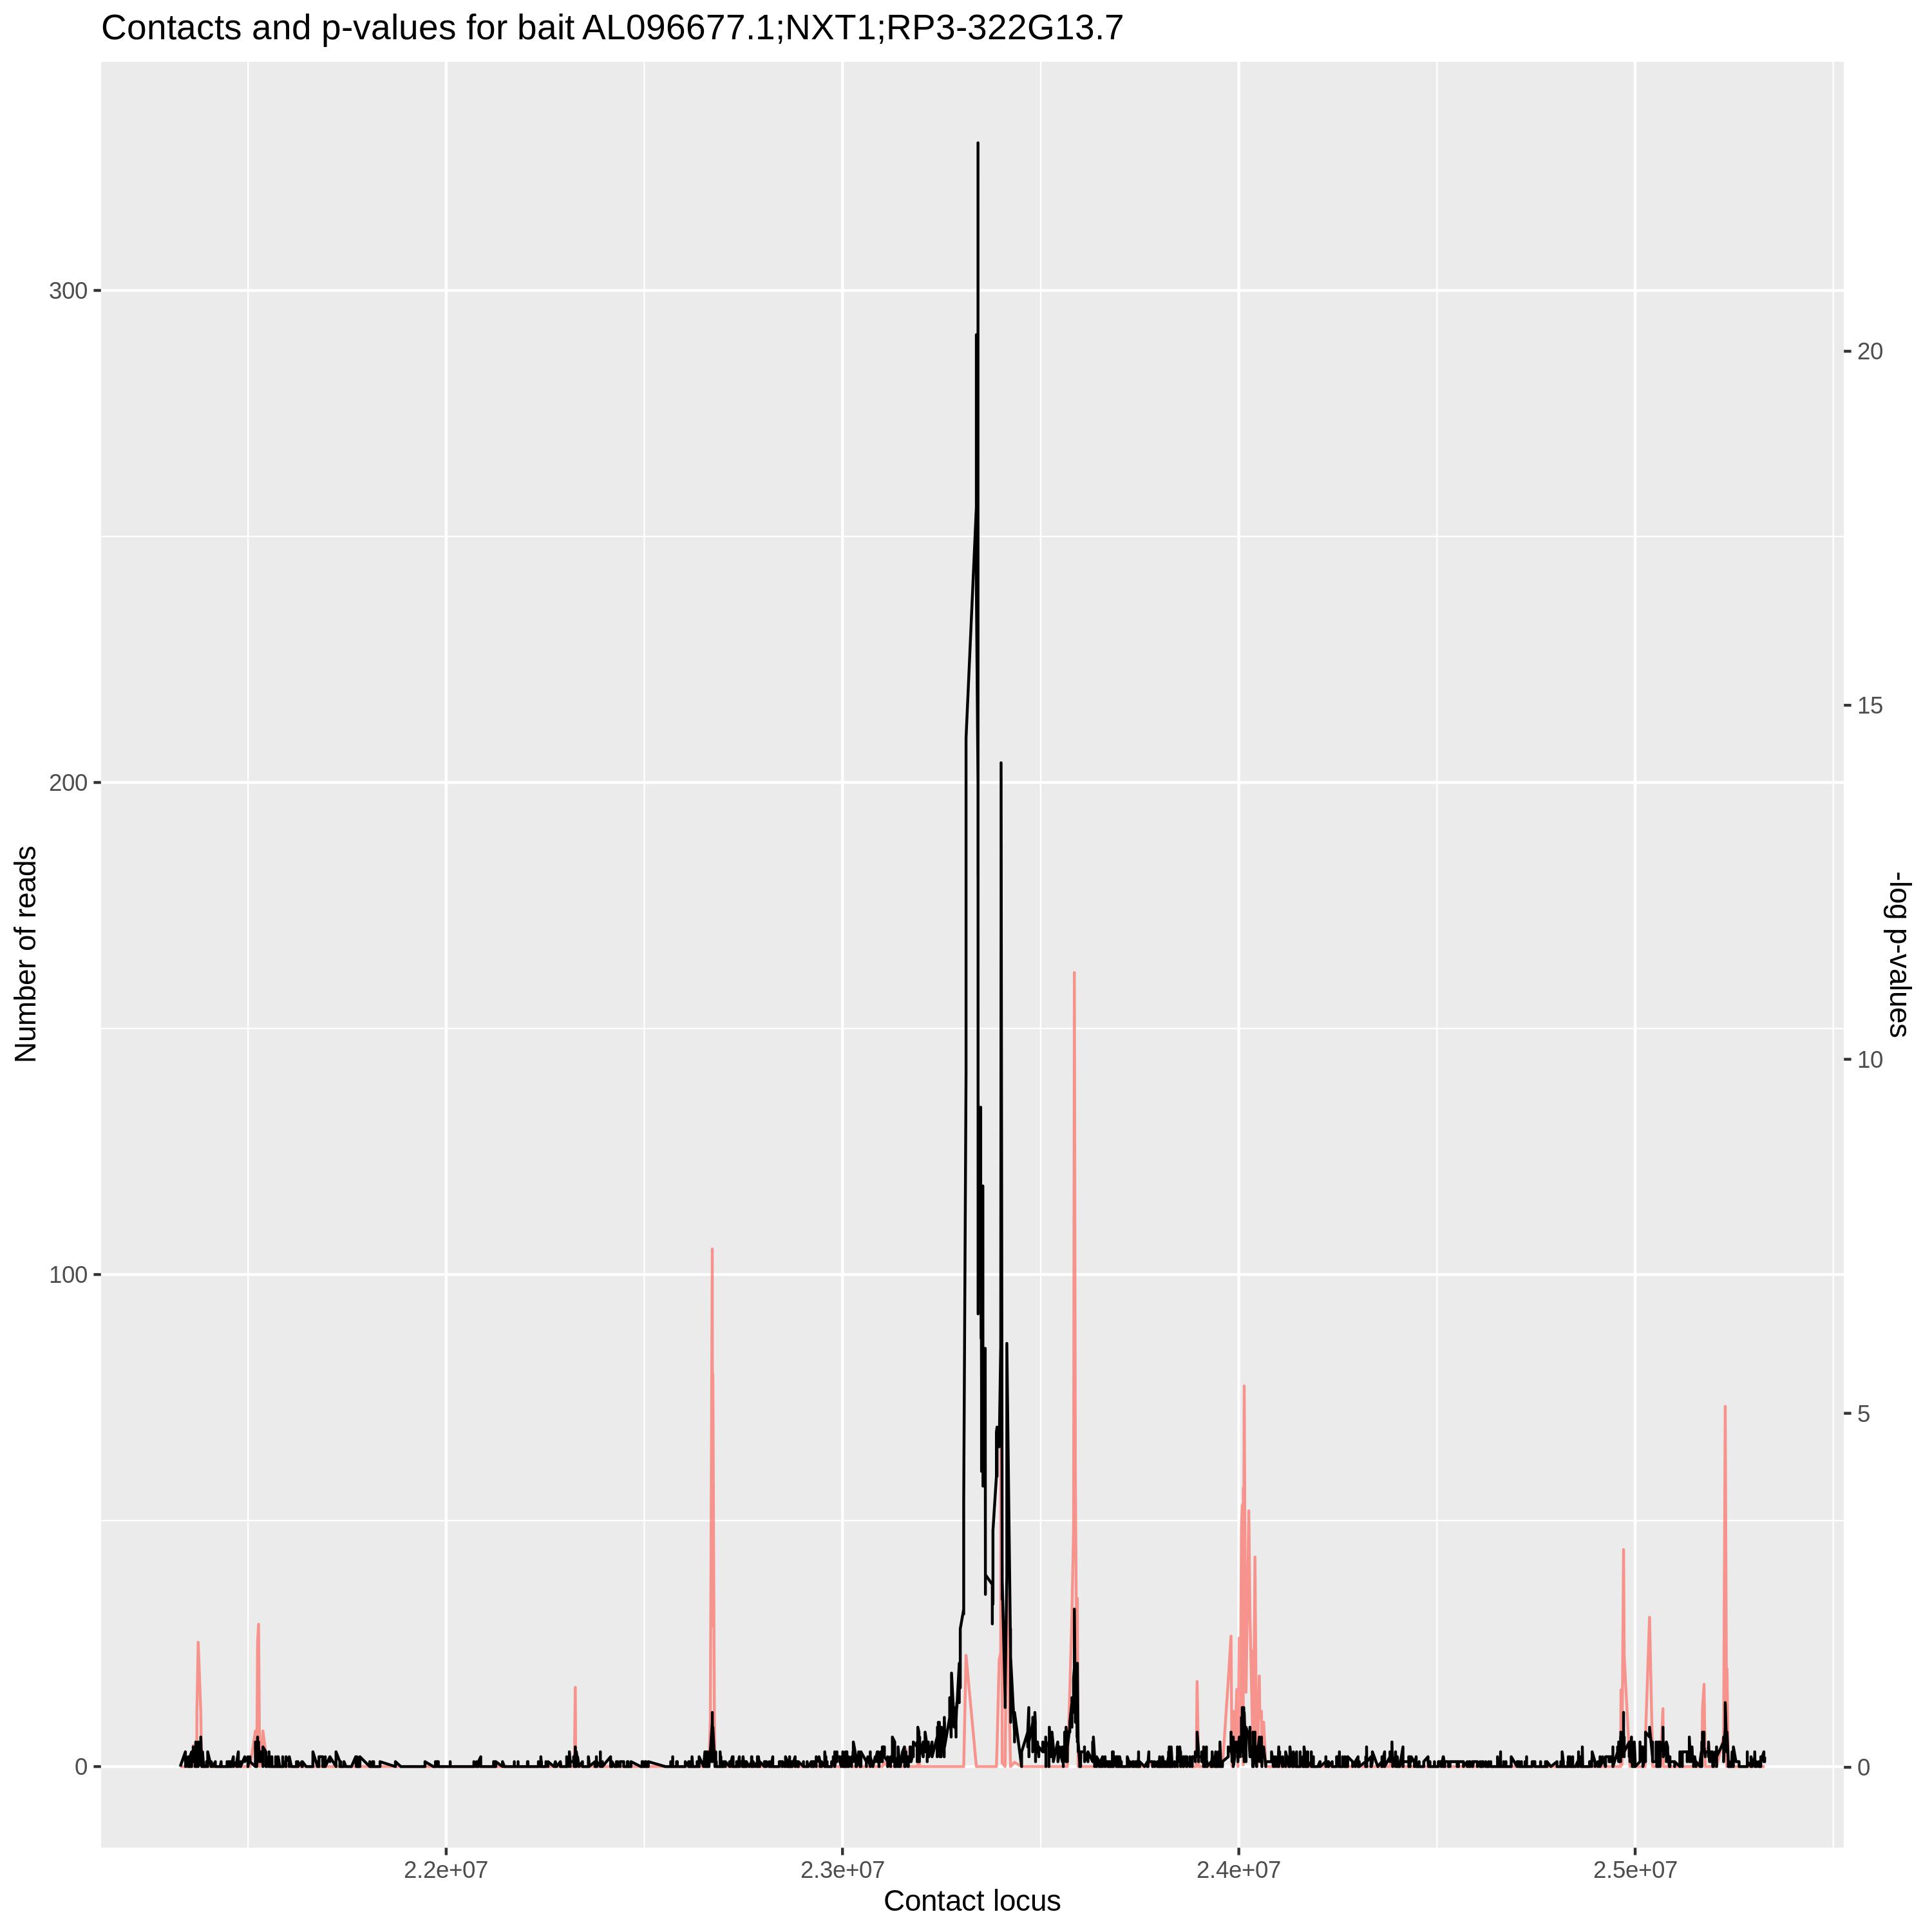 Contacts and p-values for bait AL096677.1;NXT1;RP3-322G13.7
300
200
100
0
Number of reads
20
15
10
5
0
-log p-values
2.2e+07
2.3e+07
2.4e+07
2.5e+07
Contact locus